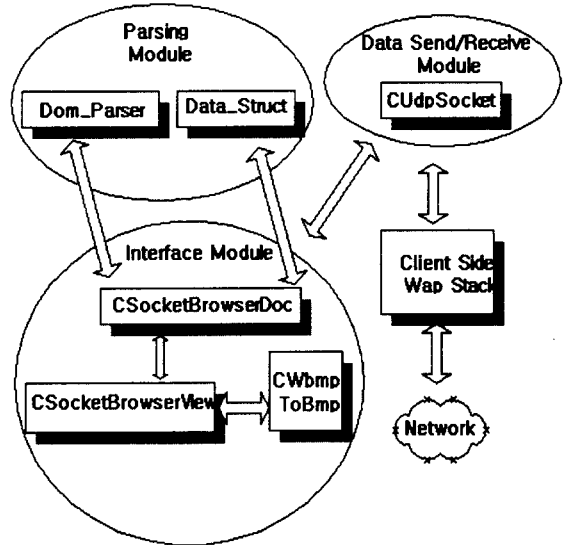 Parsing
Module
Data Send/Receive
Module
Dom_Parser
Data_Struct
CUdpSocket
Interface Module
Client Side
Wap Stack
CSocketBrowserDoc
CSocketBrowserView
CWbmp
ToBmp
Network